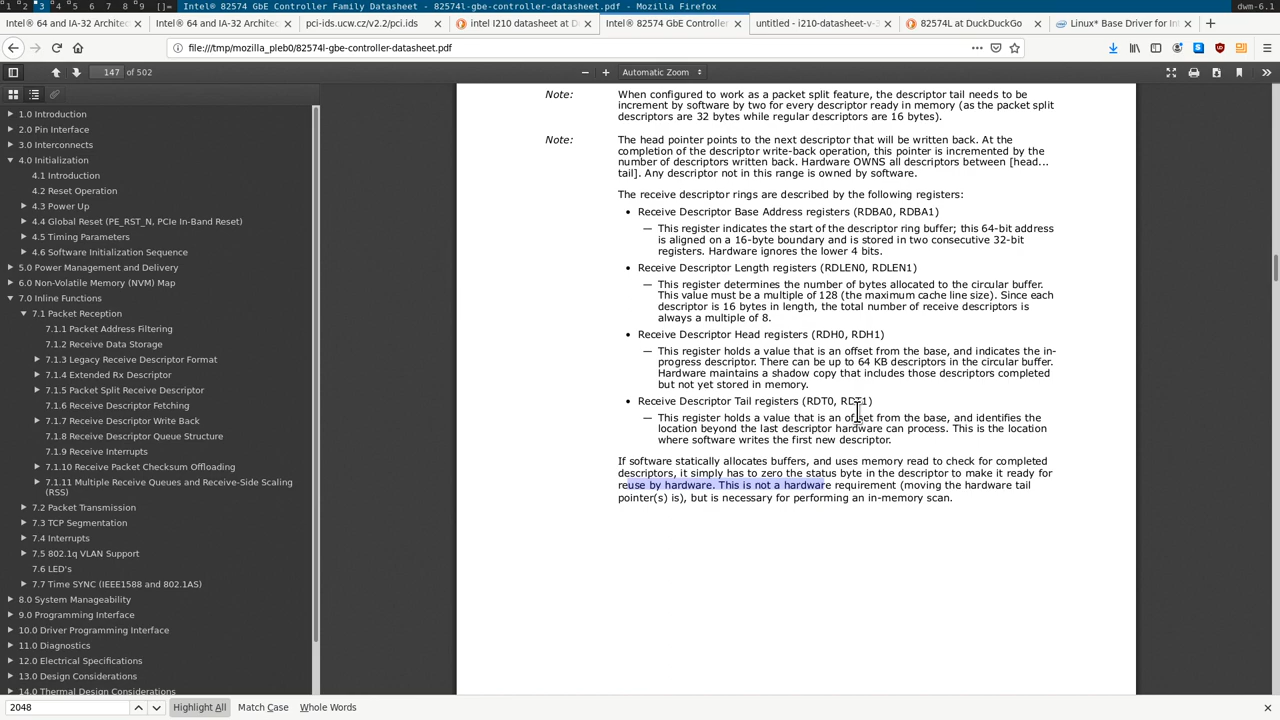 1 2 3 4 5 6 7 8 9 []= Intel® 82574 GbE Controller Family Datasheet - 82574l-gbe-controller-datasheet.pdf - Mozilla Firefox dwm-6.1
Intel® 64 and IA-32 Architec Intel® 64 and IA-32 Architec pci-ids.ucw.cz/v2.2/pci.ids intel I210 datasheet at D Intel® 82574 GbE Controller untitled - i210-datasheet-v-3 82574L at DuckDuckGo Linux* Base Driver for Int
file:///tmp/mozilla_pleb0/82574l-gbe-controller-datasheet.pdf
147 of 502 Automatic Zoom
1.0 Introduction
2.0 Pin Interface
3.0 Interconnects
4.0 Initialization
4.1 Introduction
4.2 Reset Operation
4.3 Power Up
4.4 Global Reset (PE_RST_N, PCIe In-Band Reset)
4.5 Timing Parameters
4.6 Software Initialization Sequence
5.0 Power Management and Delivery
6.0 Non-Volatile Memory (NVM) Map
7.0 Inline Functions
7.1 Packet Reception
7.1.1 Packet Address Filtering
7.1.2 Receive Data Storage
7.1.3 Legacy Receive Descriptor Format
7.1.4 Extended Rx Descriptor
7.1.5 Packet Split Receive Descriptor
7.1.6 Receive Descriptor Fetching
7.1.7 Receive Descriptor Write Back
7.1.8 Receive Descriptor Queue Structure
7.1.9 Receive Interrupts
7.1.10 Receive Packet Checksum Offloading
7.1.11 Multiple Receive Queues and Receive-Side Scaling
(RSS)
7.2 Packet Transmission
7.3 TCP Segmentation
7.4 Interrupts
7.5 802.1q VLAN Support
7.6 LED's
7.7 Time SYNC (IEEE1588 and 802.1AS)
8.0 System Manageability
9.0 Programming Interface
10.0 Driver Programming Interface
11.0 Diagnostics
12.0 Electrical Specifications
13.0 Design Considerations
14.0 Thermal Design Considerations
Note: When configured to work as a packet split feature, the descriptor tail needs to be
increment by software by two for every descriptor ready in memory (as the packet split
descriptors are 32 bytes while regular descriptors are 16 bytes).
Note: The head pointer points to the next descriptor that will be written back. At the
completion of the descriptor write-back operation, this pointer is incremented by the
number of descriptors written back. Hardware OWNS all descriptors between [head...
tail]. Any descriptor not in this range is owned by software.
The receive descriptor rings are described by the following registers:
• Receive Descriptor Base Address registers (RDBA0, RDBA1)
— This register indicates the start of the descriptor ring buffer; this 64-bit address
is aligned on a 16-byte boundary and is stored in two consecutive 32-bit
registers. Hardware ignores the lower 4 bits.
• Receive Descriptor Length registers (RDLEN0, RDLEN1)
— This register determines the number of bytes allocated to the circular buffer.
This value must be a multiple of 128 (the maximum cache line size). Since each
descriptor is 16 bytes in length, the total number of receive descriptors is
always a multiple of 8.
• Receive Descriptor Head registers (RDH0, RDH1)
— This register holds a value that is an offset from the base, and indicates the in-
progress descriptor. There can be up to 64 KB descriptors in the circular buffer.
Hardware maintains a shadow copy that includes those descriptors completed
but not yet stored in memory.
• Receive Descriptor Tail registers (RDT0, RDT1)
— This register holds a value that is an offset from the base, and identifies the
location beyond the last descriptor hardware can process. This is the location
where software writes the first new descriptor.
If software statically allocates buffers, and uses memory read to check for completed
descriptors, it simply has to zero the status byte in the descriptor to make it ready for
reuse by hardware. This is not a hardware requirement (moving the hardware tail
pointer(s) is), but is necessary for performing an in-memory scan.
2048 Highlight All Match Case Whole Words